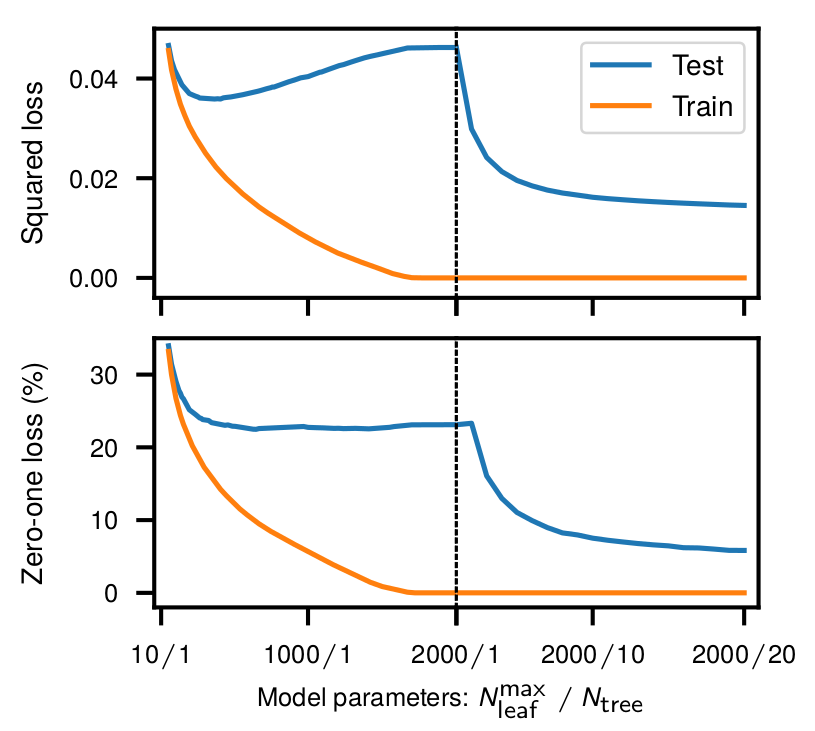 Squared loss
0.04
0.02
0.00
Test
Train
Zero-one loss (%)
30
20
10
0
10/1
1000/1
2000/1
2000/10
2000/20
Model parameters: N_leaf^max / N_tree